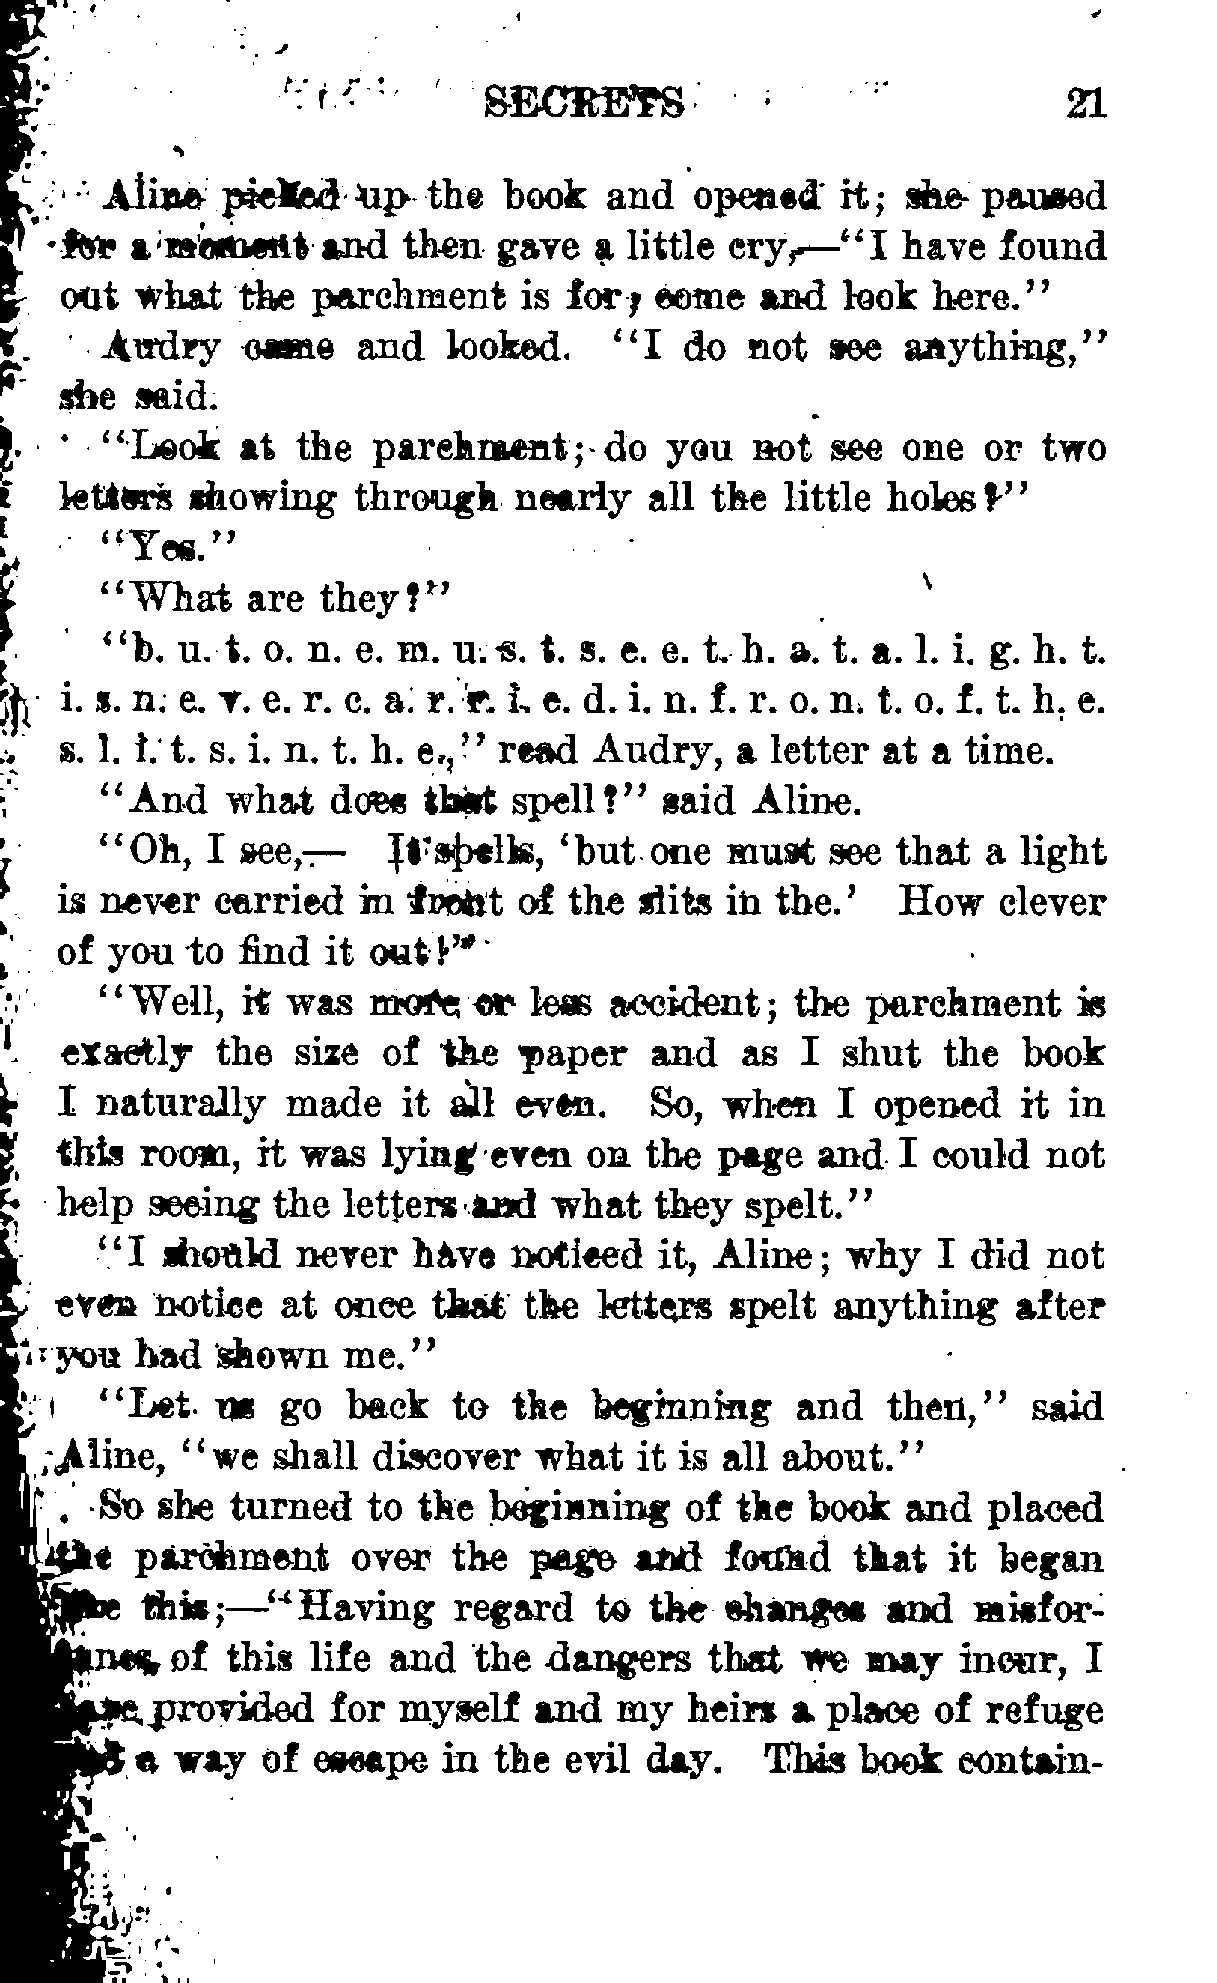 SECRETS 21
Aline picked up the book and opened it; she paused
for a moment and then gave a little cry,—"I have found
out what the parchment is for; come and look here."
Audry came and looked. "I do not see anything,"
she said.
"Look at the parchment; do you not see one or two
letters showing through nearly all the little holes?"
"Yes."
"What are they?"
"b. u. t. o. n. e. m. u. s. t. s. e. e. t. h. a. t. a. l. i. g. h. t.
i. s. n. e. v. e. r. c. a. r. r. i. e. d. i. n. f. r. o. n. t. o. f. t. h. e.
s. l. i. t. s. i. n. t. h. e.," read Audry, a letter at a time.
"And what does that spell?" said Aline.
"Oh, I see,— It spells, 'but one must see that a light
is never carried in front of the slits in the.' How clever
of you to find it out!"
"Well, it was more or less accident; the parchment is
exactly the size of the paper and as I shut the book
I naturally made it all even. So, when I opened it in
this room, it was lying even on the page and I could not
help seeing the letters and what they spelt."
"I should never have noticed it, Aline; why I did not
even notice at once that the letters spelt anything after
you had shown me."
"Let us go back to the beginning and then," said
Aline, "we shall discover what it is all about."
So she turned to the beginning of the book and placed
the parchment over the page and found that it began
like this;—"Having regard to the changes and misfor-
tunes of this life and the dangers that we may incur, I
have provided for myself and my heirs a place of refuge
and a way of escape in the evil day. This book contain-